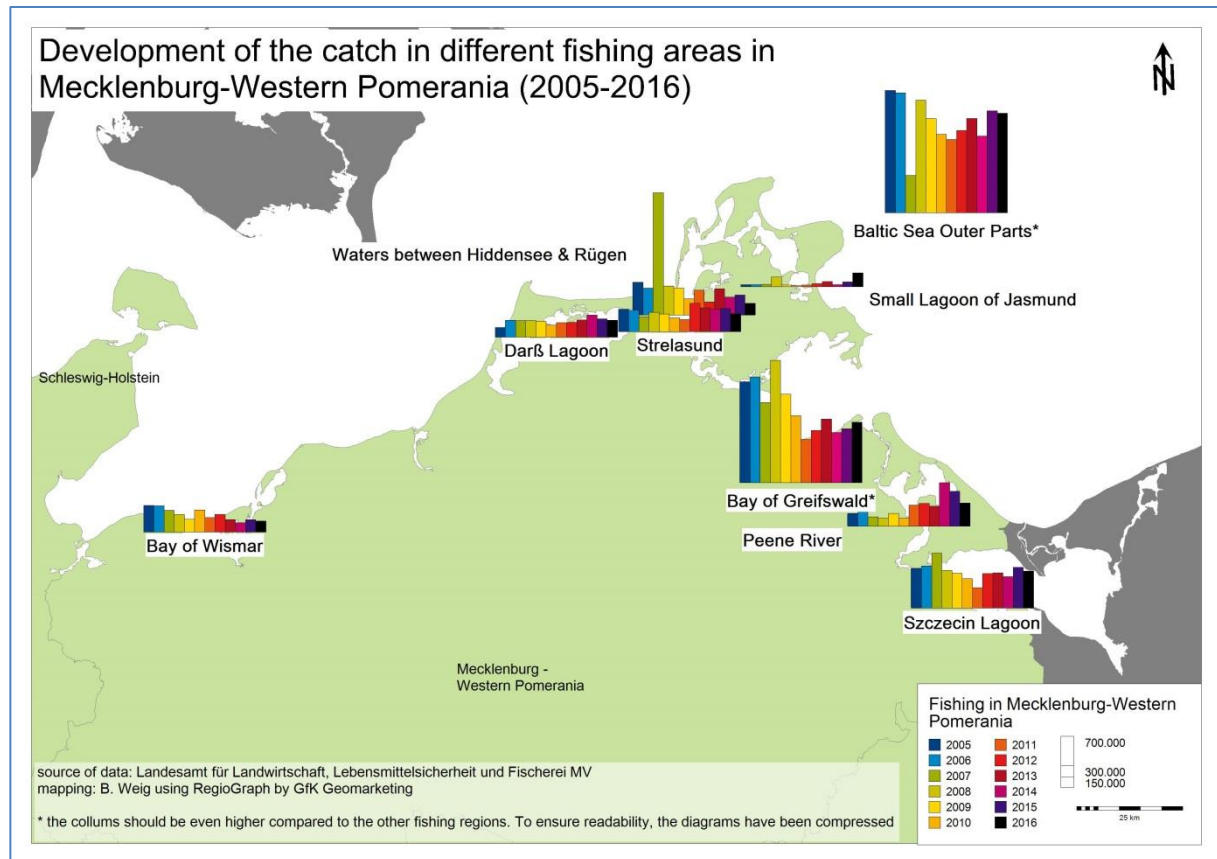 Development of the catch in different fishing areas in
Mecklenburg-Western Pomerania (2005-2016)
N
Baltic Sea Outer Parts*
Waters between Hiddensee & Rügen
Small Lagoon of Jasmund
Darß Lagoon
Strelasund
Schleswig-Holstein
Bay of Greifswald*
Peene River
Bay of Wismar
Szczecin Lagoon
Mecklenburg -
Western Pomerania
Fishing in Mecklenburg-Western
Pomerania
2005
2006
2007
2008
2009
2010
2011
2012
2013
2014
2015
2016
700.000
300.000
150.000
25 km
source of data: Landesamt für Landwirtschaft, Lebensmittelsicherheit und Fischerei MV
mapping: B. Weig using RegioGraph by GfK Geomarketing
* the collums should be even higher compared to the other fishing regions. To ensure readability, the diagrams have been compressed